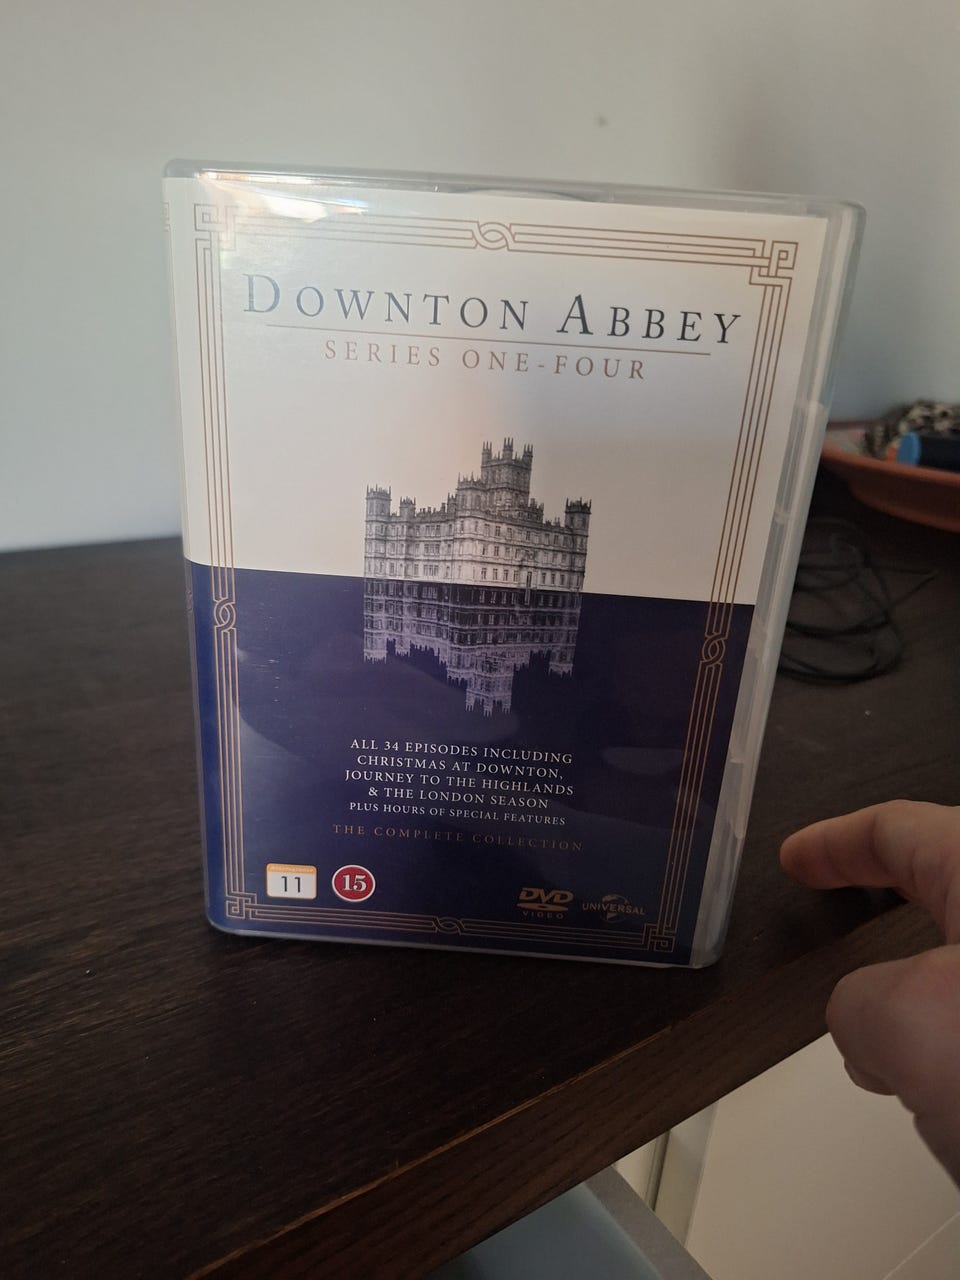 DOWNTON ABBEY
SERIES ONE-FOUR
ALL 34 EPISODES INCLUDING
CHRISTMAS AT DOWNTON,
JOURNEY TO THE HIGHLANDS
& THE LONDON SEASON
PLUS HOURS OF SPECIAL FEATURES
THE COMPLETE COLLECTION
11
15
DVD
VIDEO
UNIVERSAL